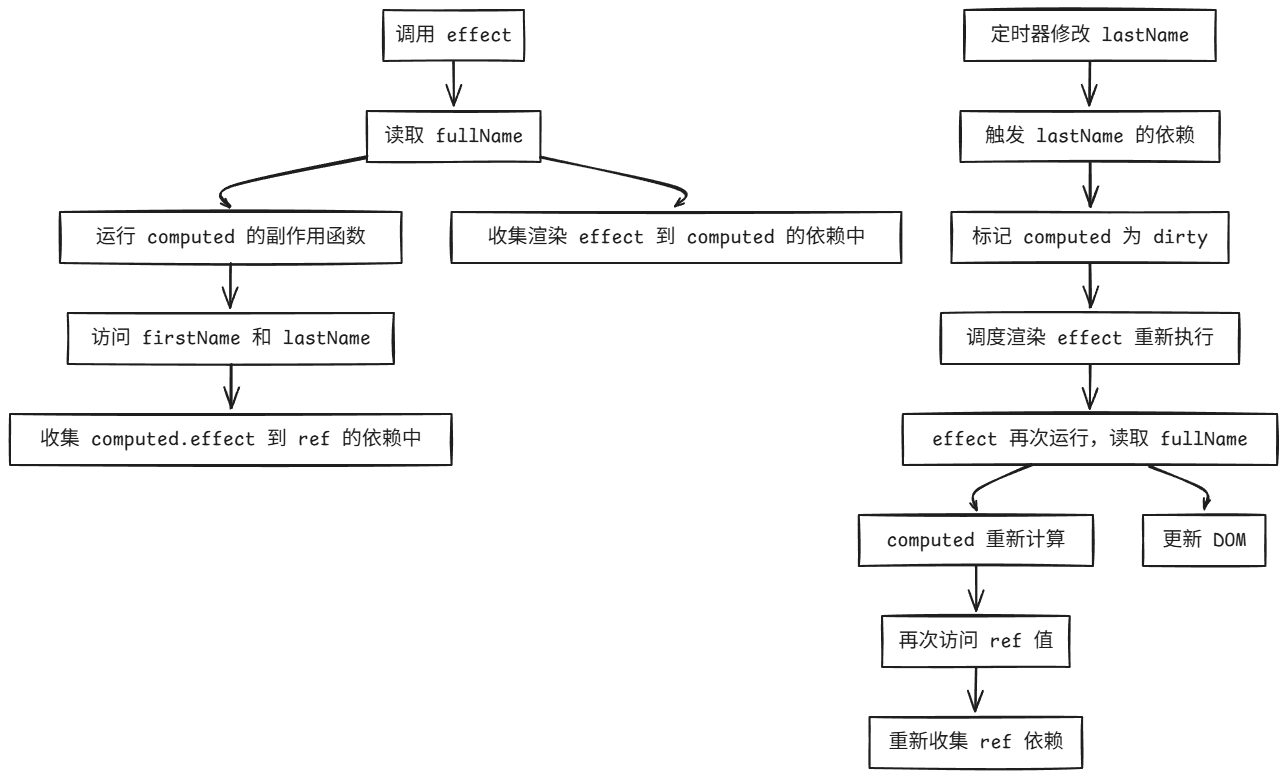 调用 effect
读取 fullName
运行 computed 的副作用函数
收集渲染 effect 到 computed 的依赖中
访问 firstName 和 lastName
收集 computed.effect 到 ref 的依赖中
定时器修改 lastName
触发 lastName 的依赖
标记 computed 为 dirty
调度渲染 effect 重新执行
effect 再次运行，读取 fullName
computed 重新计算
更新 DOM
再次访问 ref 值
重新收集 ref 依赖